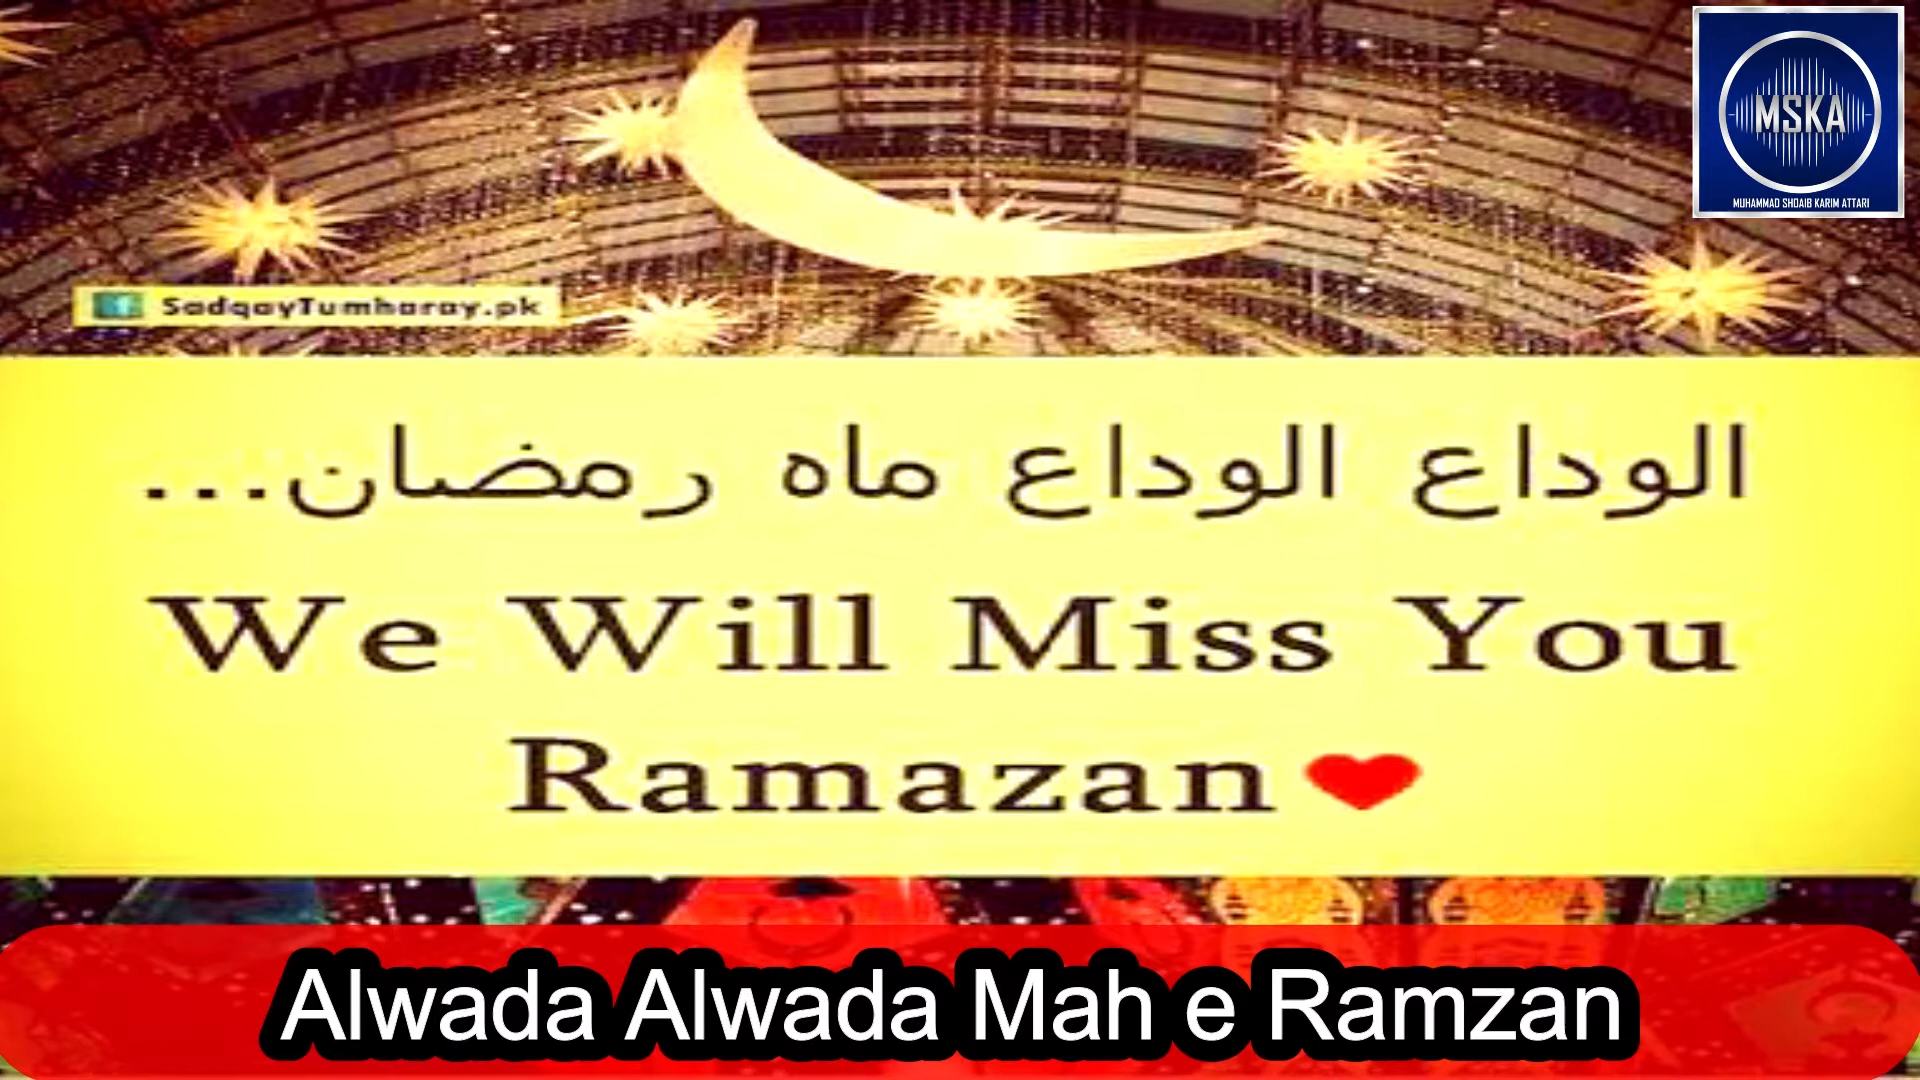 MSKA
MUHAMMAD SHOAIB KARIM ATTARI
SadqayTumharay.pk
الوداع الوداع ماہ رمضان...
We Will Miss You
Ramazan
Alwada Alwada Mah e Ramzan